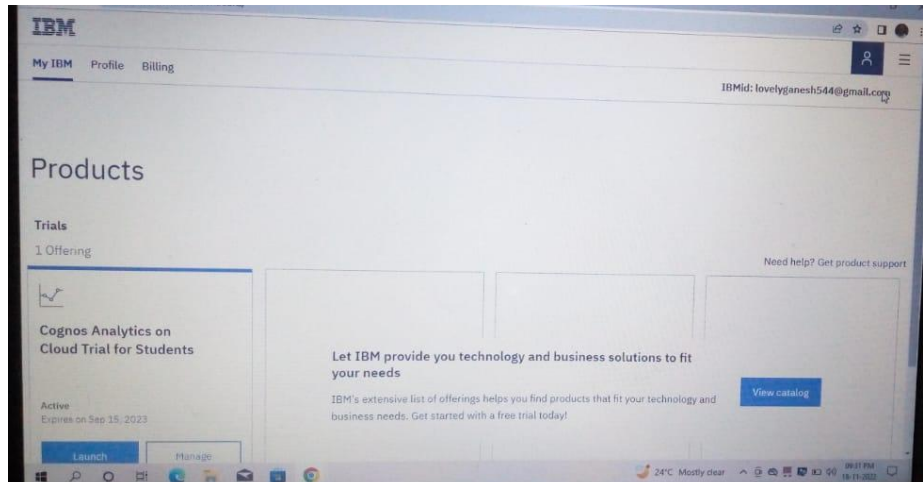 IBM
My IBM Profile Billing
IBMid: lovelyganesh544@gmail.com
Products
Trials
1 Offering
Need help? Get product support
Cognos Analytics on
Cloud Trial for Students
Active
Expires on Sep 15, 2023
Launch Manage
Let IBM provide you technology and business solutions to fit
your needs
IBM's extensive list of offerings helps you find products that fit your technology and
business needs. Get started with a free trial today!
View catalog
24°C Mostly clear
09:31 PM